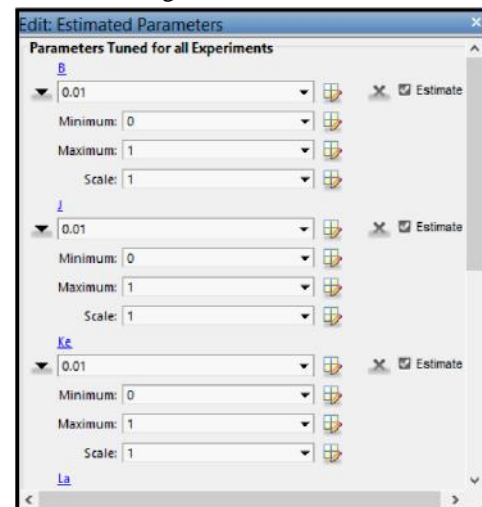 Edit: Estimated Parameters
Parameters Tuned for all Experiments
B
0.01 Estimate
Minimum: 0
Maximum: 1
Scale: 1
J
0.01 Estimate
Minimum: 0
Maximum: 1
Scale: 1
Ke
0.01 Estimate
Minimum: 0
Maximum: 1
Scale: 1
La